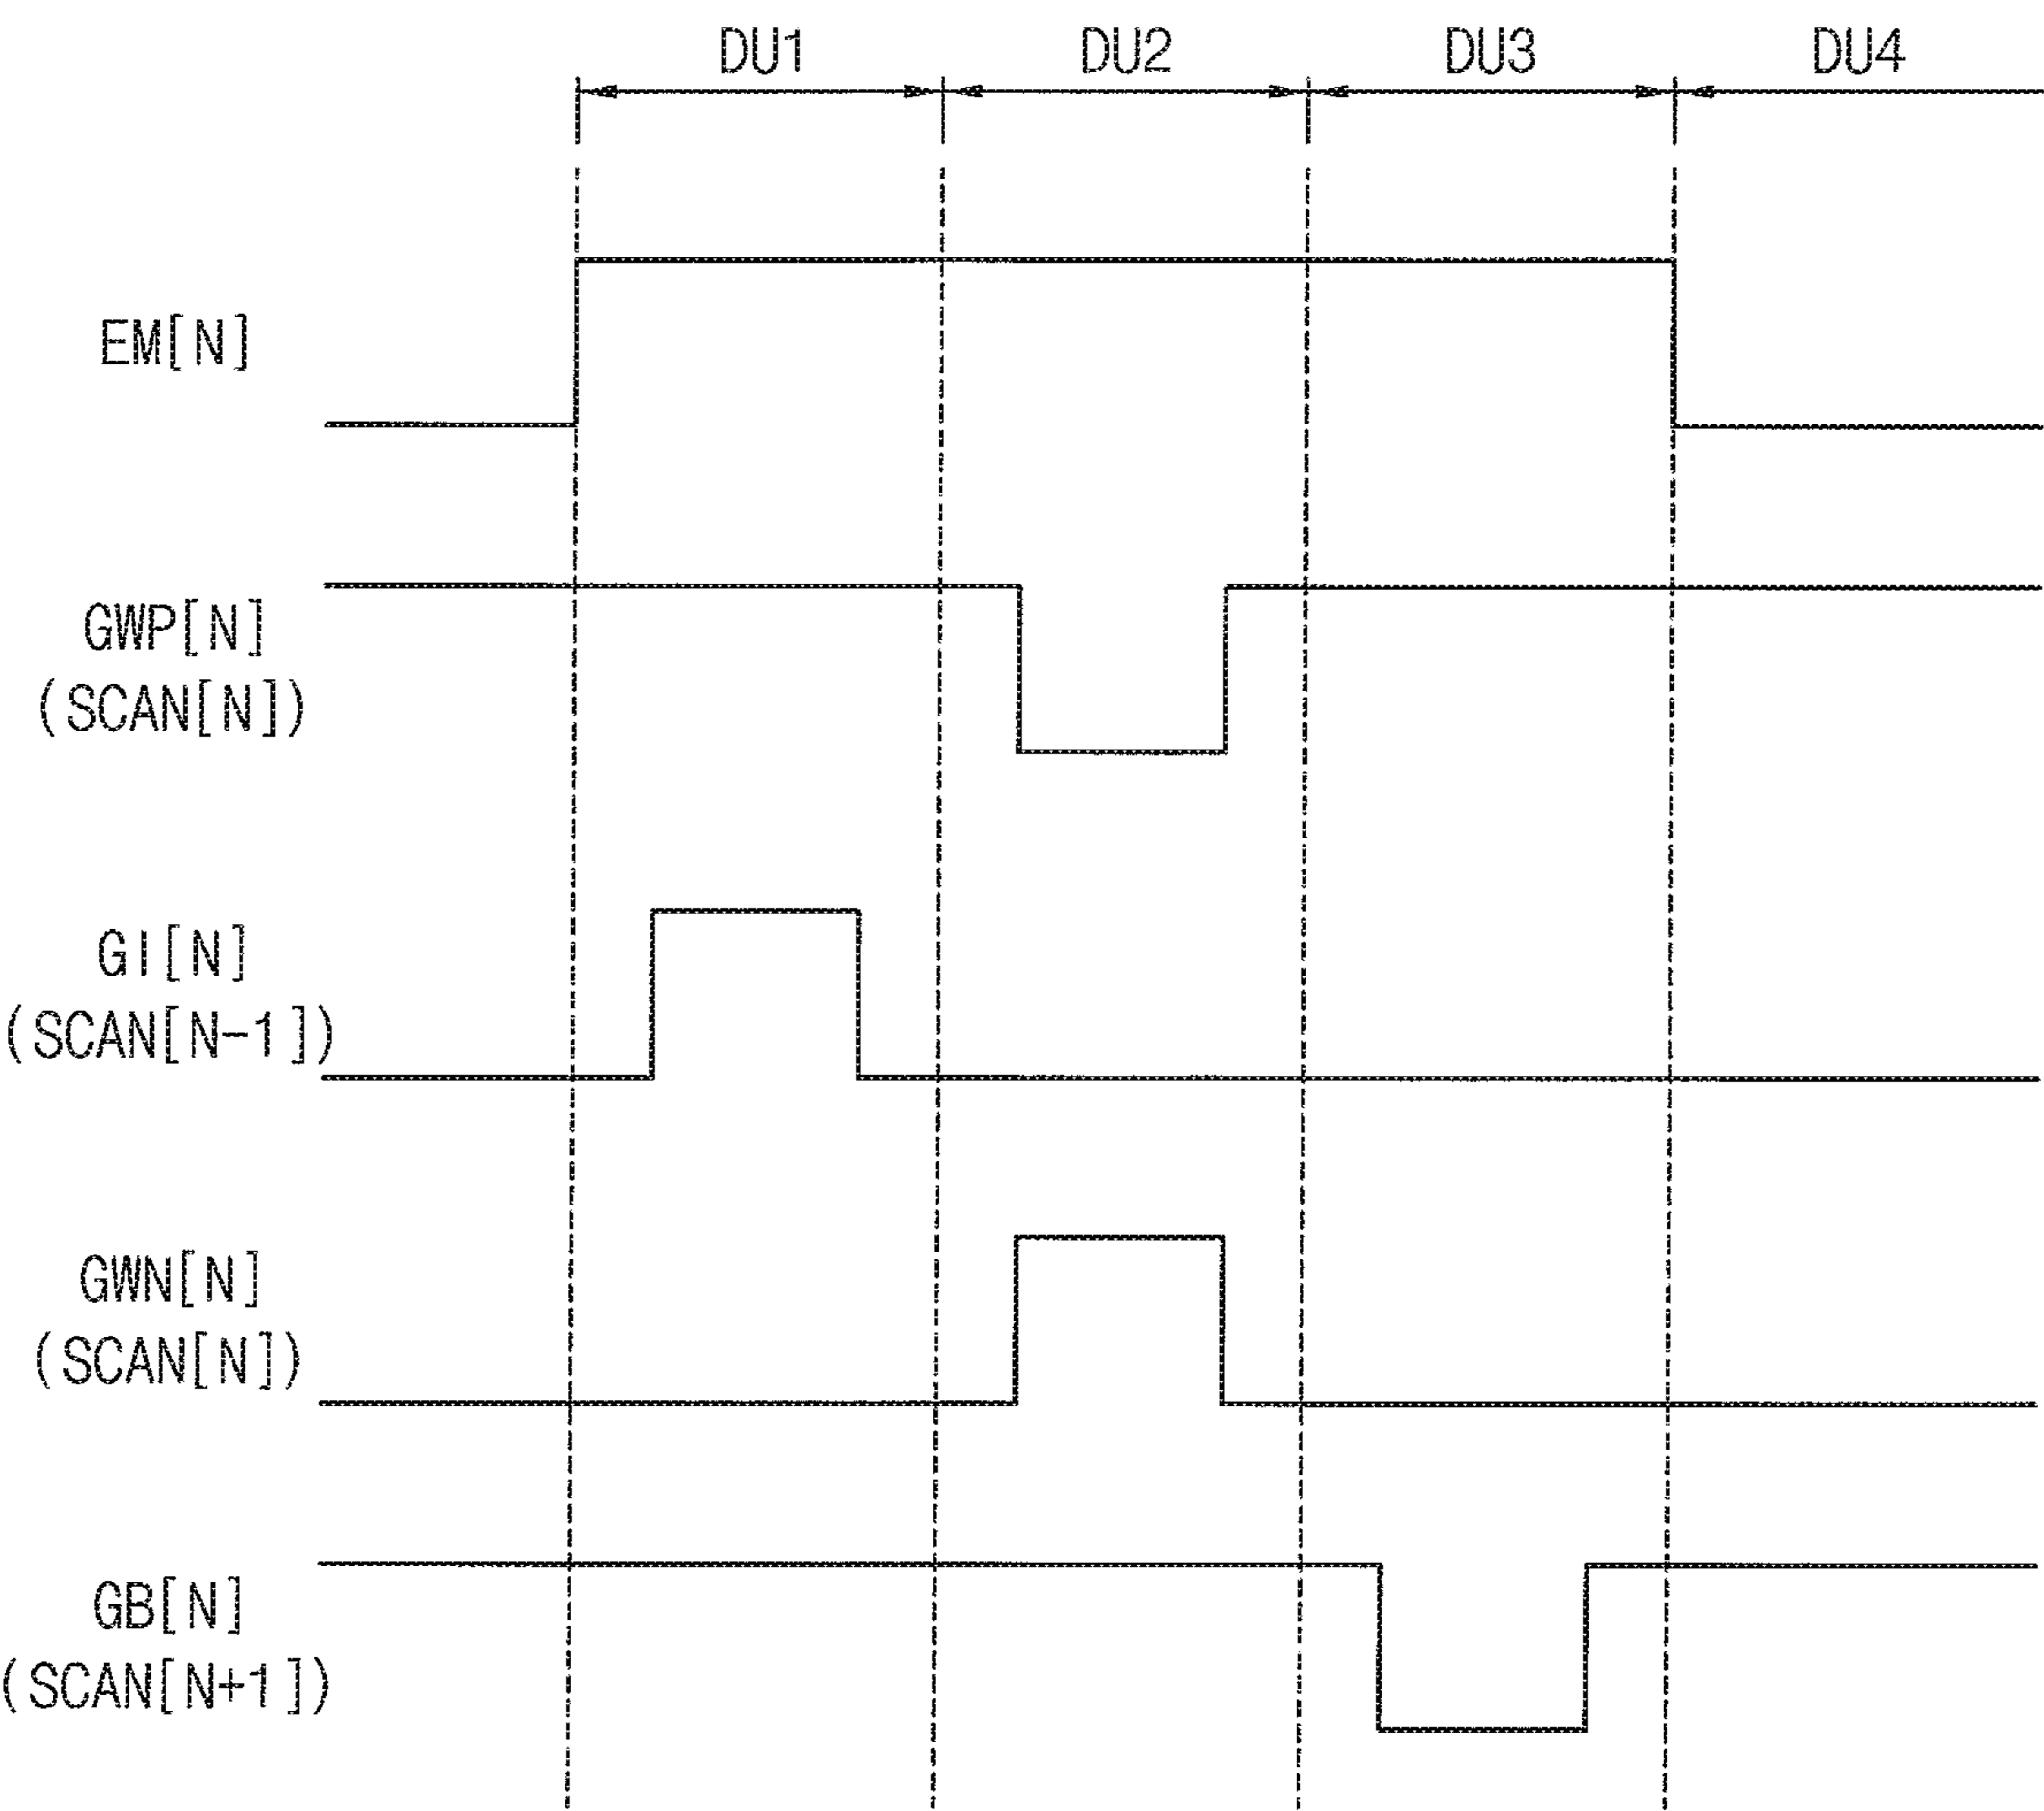 DU1 DU2 DU3 DU4
EM[N]
GWP[N]
(SCAN[N])
GI[N]
(SCAN[N-1])
GWN[N]
(SCAN[N])
GB[N]
(SCAN[N+1])